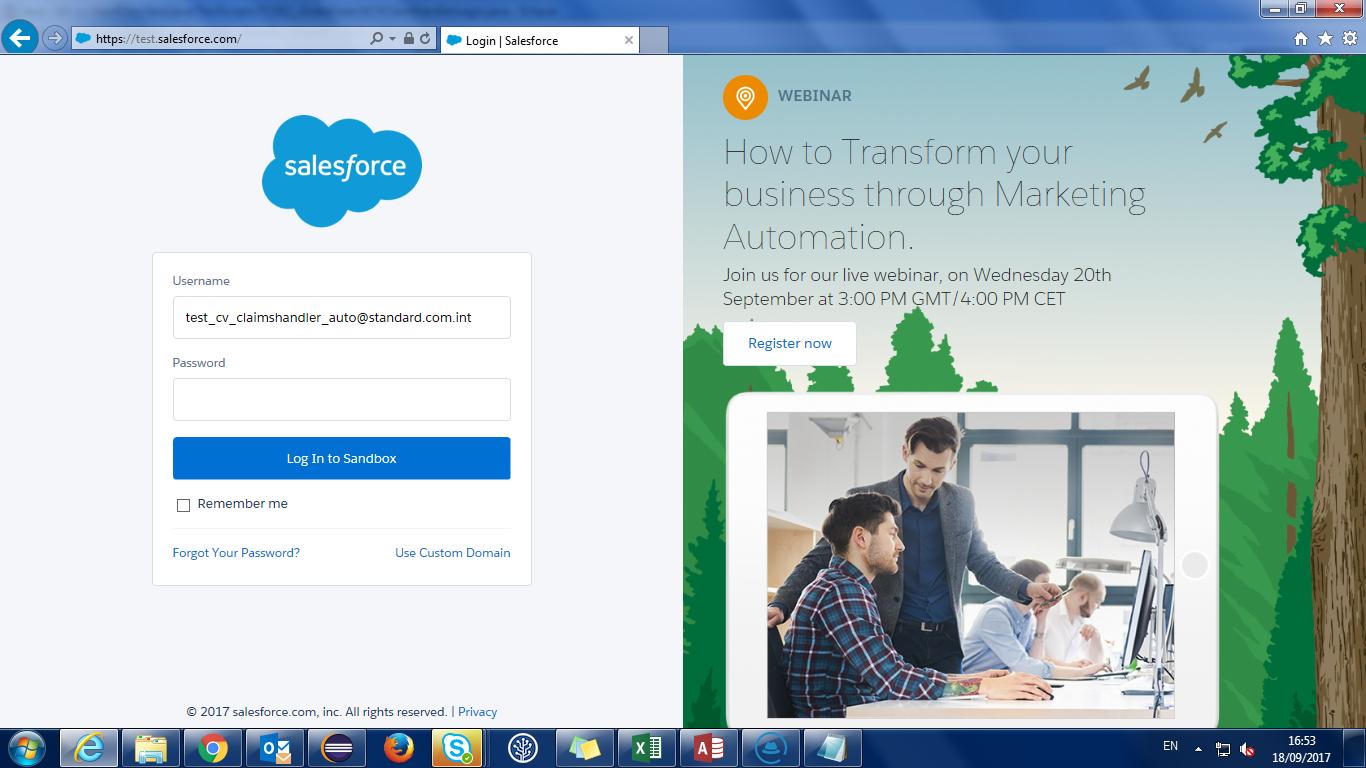 https://test.salesforce.com/
Login | Salesforce
salesforce
Username
test_cv_claimshandler_auto@standard.com.int
Password
Log In to Sandbox
Remember me
Forgot Your Password?
Use Custom Domain
© 2017 salesforce.com, inc. All rights reserved. | Privacy
WEBINAR
How to Transform your
business through Marketing
Automation.
Join us for our live webinar, on Wednesday 20th
September at 3:00 PM GMT/4:00 PM CET
Register now
EN
16:53
18/09/2017